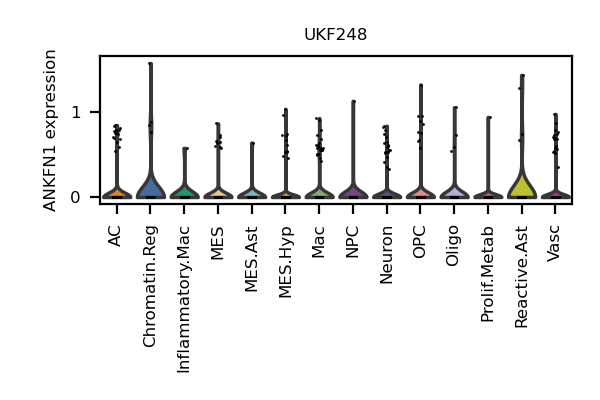 UKF248
ANKFN1 expression
1
0
AC
Chromatin.Reg
Inflammatory.Mac
MES
MES.Ast
MES.Hyp
Mac
NPC
Neuron
OPC
Oligo
Prolif.Metab
Reactive.Ast
Vasc